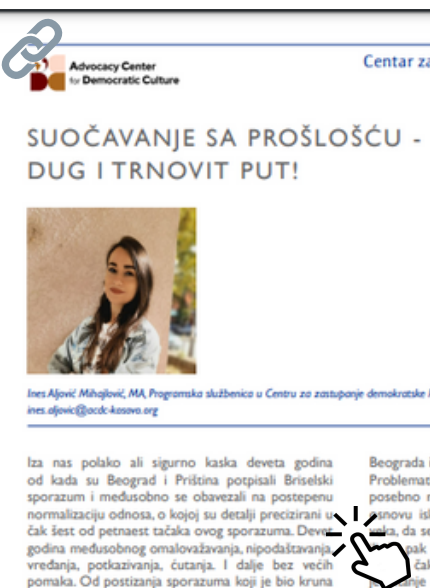 Advocacy Center
for Democratic Culture
Centar za
SUOČAVANJE SA PROŠLOŠĆU -
DUG I TRNOVIT PUT!
Ines Aljović Mihajlović, MA, Programska službenica u Centru za zastupanje demokratske
ines.aljovic@acdc-kosovo.org
Iza nas polako ali sigurno kaska deveta godina
od kada su Beograd i Priština potpisali Briselski
sporazum i međusobno se obavezali na postepenu
normalizaciju odnosa, o kojoj su detalji precizirani u
čak šest od petnaest tačaka ovog sporazuma. Devet
godina međusobnog omalovažavanja, nipodaštavanja,
vređanja, potkazivanja, ćutanja. I dalje bez većih
pomaka. Od postizanja sporazuma koji je bio kruna
Beograda i
Problemat
posebno
osnovu
da se
pak
čak